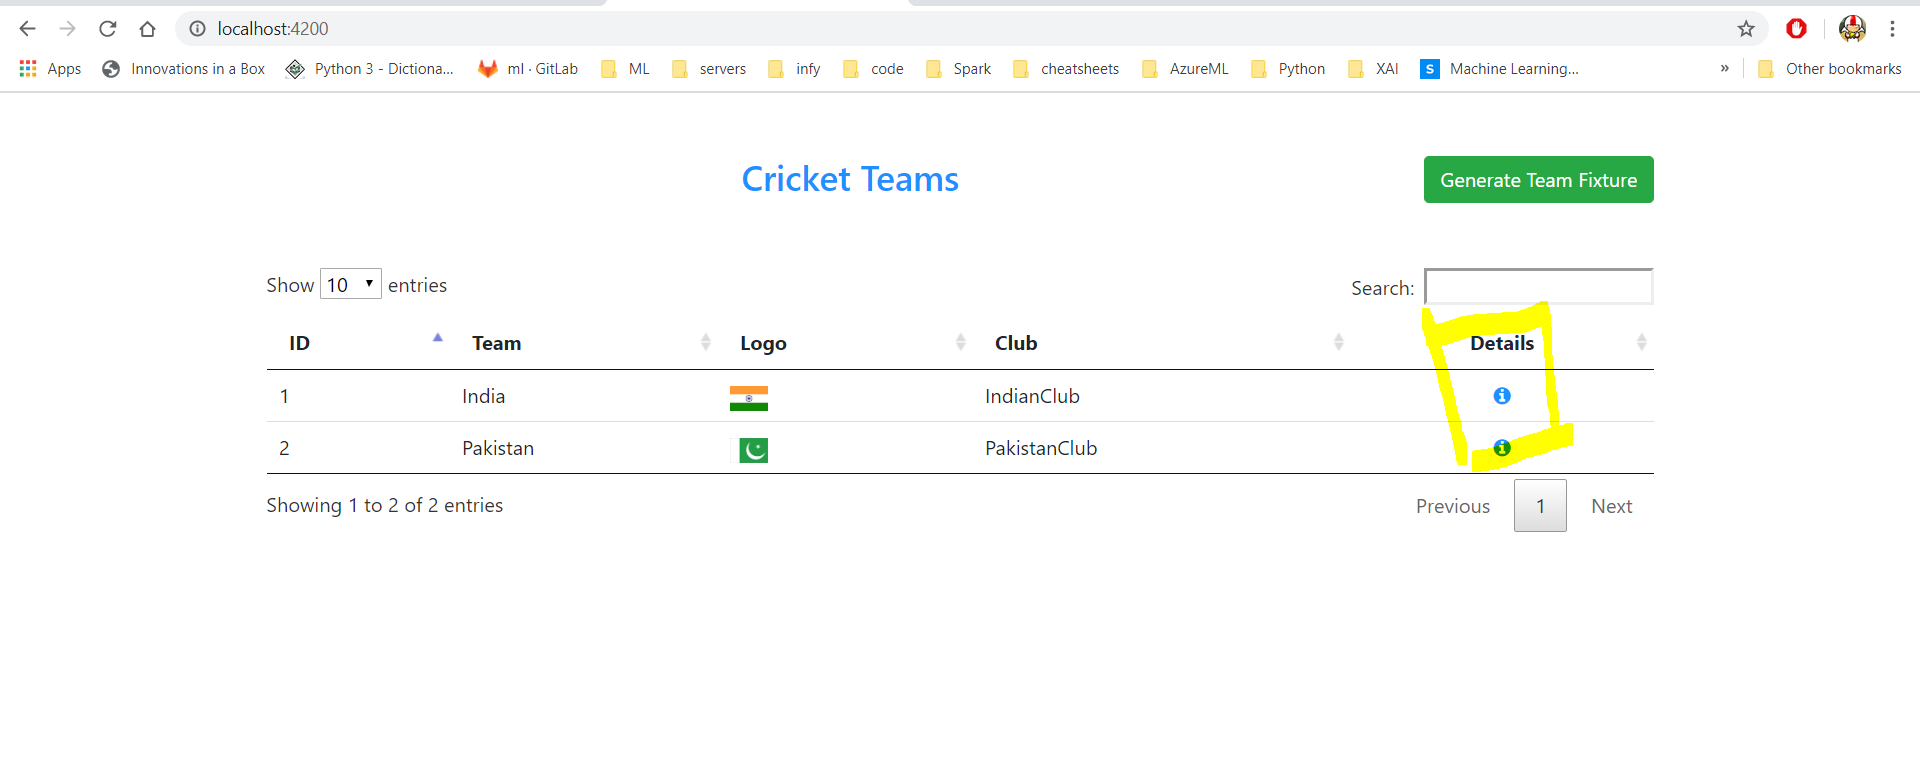 localhost:4200
Apps Innovations in a Box Python 3 - Dictiona... ml · GitLab ML servers infy code Spark cheatsheets AzureML Python XAI S Machine Learning... » Other bookmarks
Cricket Teams Generate Team Fixture
Show 10 entries Search:
ID Team Logo Club Details
1 India IndianClub
2 Pakistan PakistanClub
Showing 1 to 2 of 2 entries Previous 1 Next